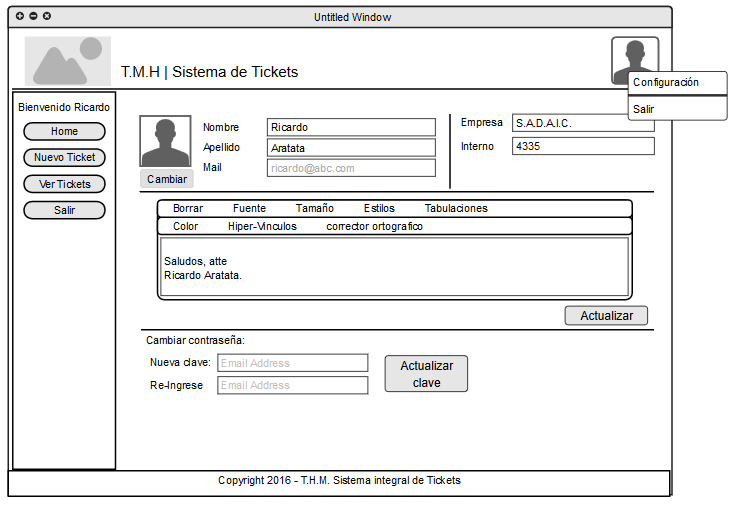 Untitled Window
T.M.H | Sistema de Tickets
Configuración
Salir
Bienvenido Ricardo
Home
Nuevo Ticket
Ver Tickets
Salir
Cambiar
Nombre Ricardo
Apellido Aratata
Mail ricardo@abc.com
Empresa S.A.D.A.I.C.
Interno 4335
Borrar Fuente Tamaño Estilos Tabulaciones
Color Hiper-Vinculos corrector ortografico
Saludos, atte
Ricardo Aratata.
Actualizar
Cambiar contraseña:
Nueva clave: Email Address
Re-Ingrese Email Address
Actualizar
clave
Copyright 2016 - T.H.M. Sistema integral de Tickets